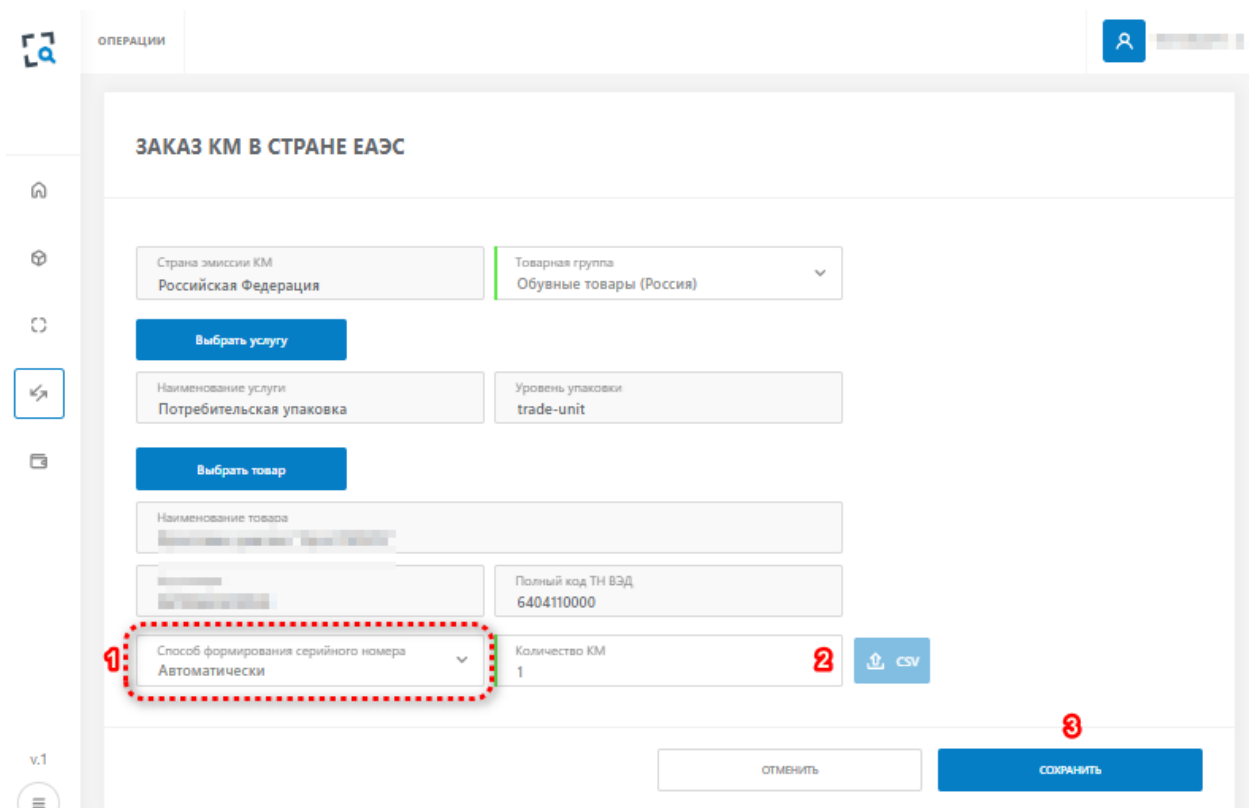 ОПЕРАЦИИ
ЗАКАЗ КМ В СТРАНЕ ЕАЭС
Страна эмиссии КМ
Российская Федерация
Товарная группа
Обувные товары (Россия)
Выбрать услугу
Наименование услуги
Потребительская упаковка
Уровень упаковки
trade-unit
Выбрать товар
Наименование товара
Полный код ТН ВЭД
6404110000
1
Способ формирования серийного номера
Автоматически
Количество КМ
1
2
CSV
3
ОТМЕНИТЬ
СОХРАНИТЬ
v.1